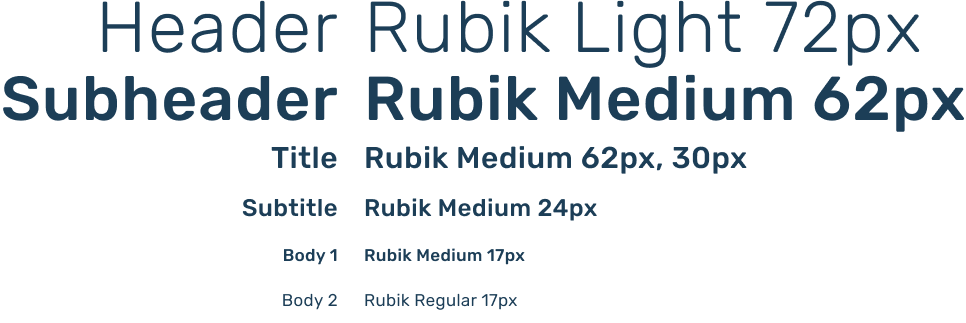 Header Rubik Light 72px
Subheader Rubik Medium 62px
Title Rubik Medium 62px, 30px
Subtitle Rubik Medium 24px
Body 1 Rubik Medium 17px
Body 2 Rubik Regular 17px